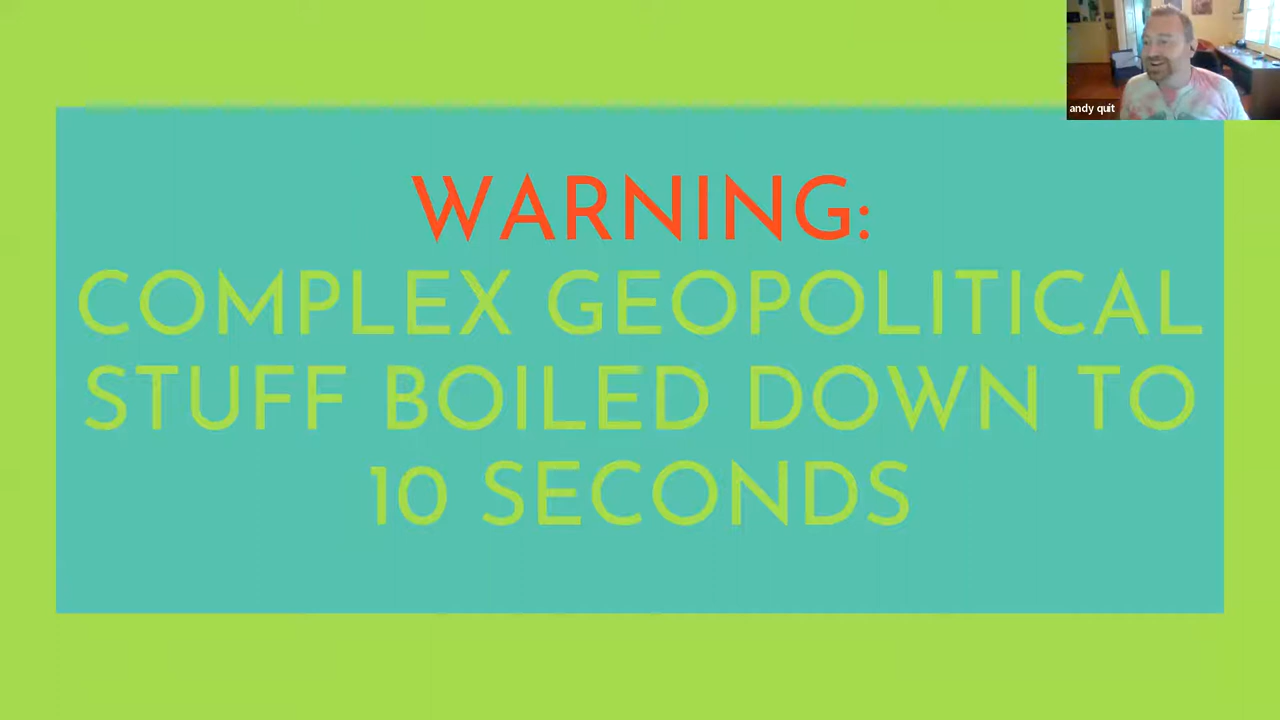 WARNING:
COMPLEX GEOPOLITICAL
STUFF BOILED DOWN TO
10 SECONDS
andy quit